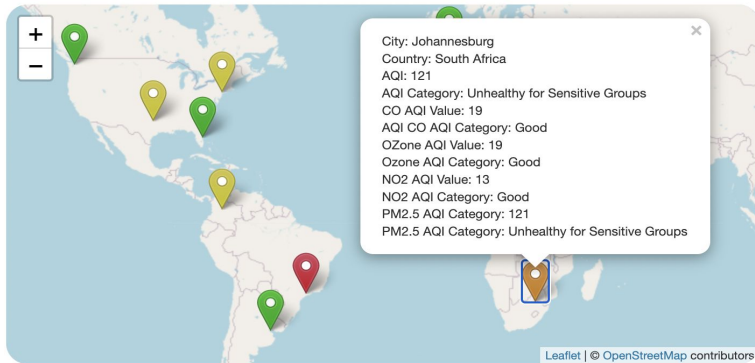 +
−
×
City: Johannesburg
Country: South Africa
AQI: 121
AQI Category: Unhealthy for Sensitive Groups
CO AQI Value: 19
AQI CO AQI Category: Good
OZone AQI Value: 19
Ozone AQI Category: Good
NO2 AQI Value: 13
NO2 AQI Category: Good
PM2.5 AQI Category: 121
PM2.5 AQI Category: Unhealthy for Sensitive Groups
Leaflet | © OpenStreetMap contributors